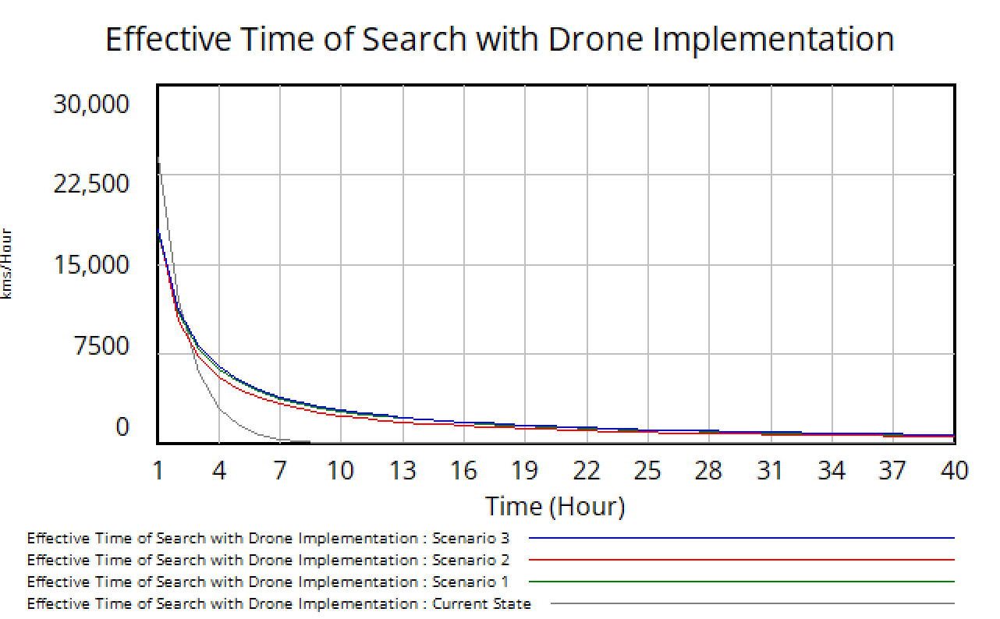 Effective Time of Search with Drone Implementation
30,000
22,500
15,000
7500
0
kms/Hour
1 4 7 10 13 16 19 22 25 28 31 34 37 40
Time (Hour)
Effective Time of Search with Drone Implementation : Scenario 3
Effective Time of Search with Drone Implementation : Scenario 2
Effective Time of Search with Drone Implementation : Scenario 1
Effective Time of Search with Drone Implementation : Current State